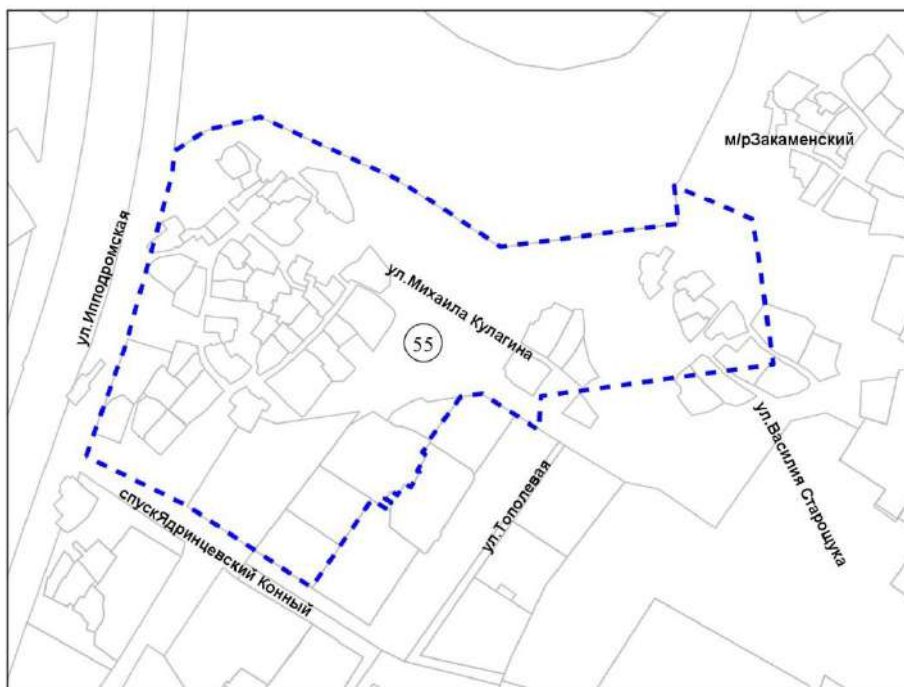 м/рЗакаменский
ул.Ипподромская
ул.Михаила Кулагина
55
ул.Василия Старощука
ул.Тополевая
спускЯдринцевский Конный